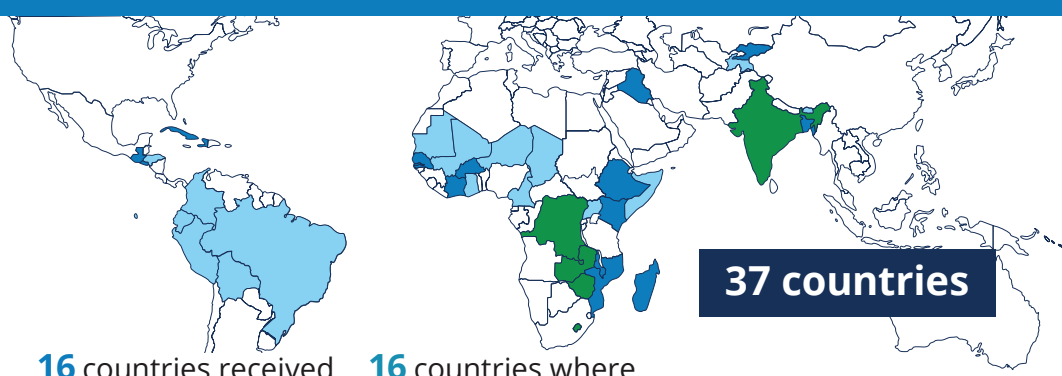 37 countries
16 countries received
16 countries where